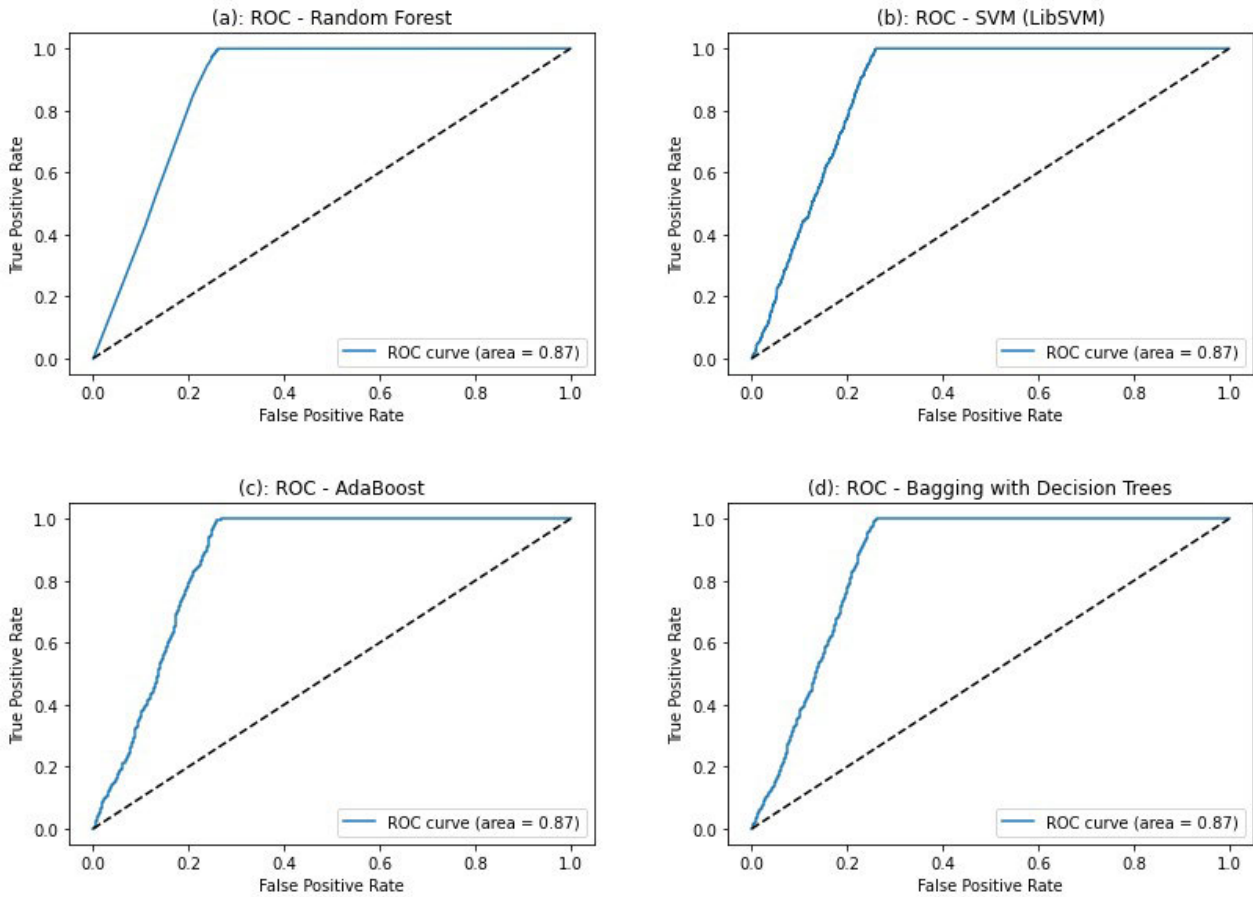 (a): ROC - Random Forest
True Positive Rate
1.0
0.8
0.6
0.4
0.2
0.0
ROC curve (area = 0.87)
0.0 0.2 0.4 0.6 0.8 1.0
False Positive Rate
(b): ROC - SVM (LibSVM)
True Positive Rate
1.0
0.8
0.6
0.4
0.2
0.0
ROC curve (area = 0.87)
0.0 0.2 0.4 0.6 0.8 1.0
False Positive Rate
(c): ROC - AdaBoost
True Positive Rate
1.0
0.8
0.6
0.4
0.2
0.0
ROC curve (area = 0.87)
0.0 0.2 0.4 0.6 0.8 1.0
False Positive Rate
(d): ROC - Bagging with Decision Trees
True Positive Rate
1.0
0.8
0.6
0.4
0.2
0.0
ROC curve (area = 0.87)
0.0 0.2 0.4 0.6 0.8 1.0
False Positive Rate